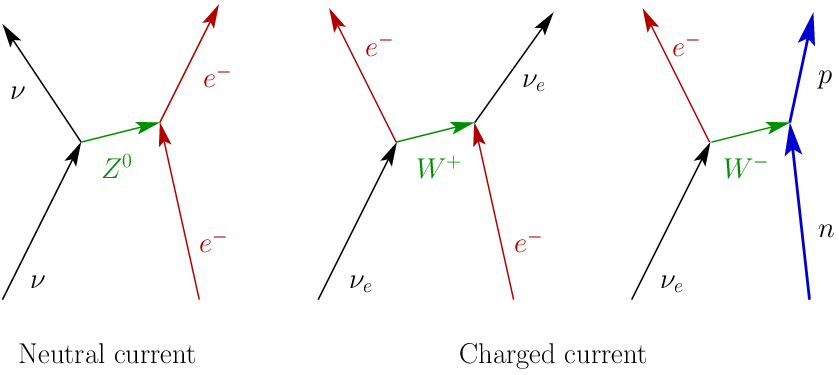 ν
e⁻
Z⁰
e⁻
ν
Neutral current
e⁻
νₑ
W⁺
e⁻
νₑ
e⁻
p
W⁻
n
νₑ
Charged current